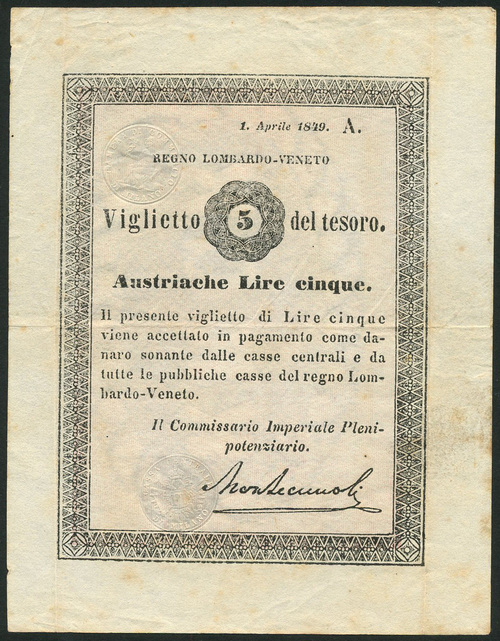 1. Aprile 1849. A.
REGNO LOMBARDO-VENETO
Viglietto 5 del tesoro.
Austriache Lire cinque.
Il presente viglietto di Lire cinque
viene accettato in pagamento come da-
naro sonante dalle casse centrali e da
tutte le pubbliche casse del regno Lom-
bardo-Veneto.
Il Commissario Imperiale Pleni-
potenziario.
Montecuccoli